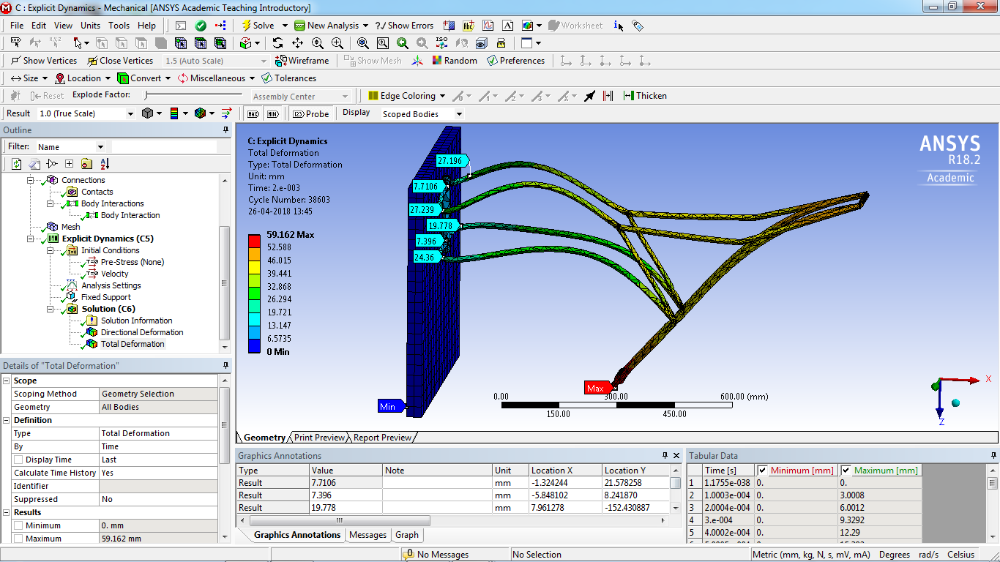 C : Explicit Dynamics - Mechanical [ANSYS Academic Teaching Introductory]
File Edit View Units Tools Help Solve New Analysis ?/ Show Errors Worksheet
Show Vertices Close Vertices 1.5 (Auto Scale) Wireframe Show Mesh Random Preferences
Size Location Convert Miscellaneous Tolerances
Reset Explode Factor: Assembly Center Edge Coloring Thicken
Result 1.0 (True Scale) MAX MIN Probe Display Scoped Bodies
Outline
Filter: Name
Connections
Contacts
Body Interactions
Body Interaction
Mesh
Explicit Dynamics (C5)
Initial Conditions
Pre-Stress (None)
Velocity
Analysis Settings
Fixed Support
Solution (C6)
Solution Information
Directional Deformation
Total Deformation
Details of "Total Deformation"
Scope
Scoping Method Geometry Selection
Geometry All Bodies
Definition
Type Total Deformation
By Time
Display Time Last
Calculate Time History Yes
Identifier
Suppressed No
Results
Minimum 0. mm
Maximum 59.162 mm
C: Explicit Dynamics
Total Deformation
Type: Total Deformation
Unit: mm
Time: 2.e-003
Cycle Number: 38603
26-04-2018 13:45
59.162 Max
52.588
46.015
39.441
32.868
26.294
19.721
13.147
6.5735
0 Min
27.196
7.7106
27.239
19.778
7.396
24.36
Min
Max
ANSYS
R18.2
Academic
0.00 300.00 600.00 (mm)
150.00 450.00
X
Z
Geometry Print Preview Report Preview
Graphics Annotations
Type Value Note Unit Location X Location Y
Result 7.7106 mm -1.324244 21.578258
Result 7.396 mm -5.848102 8.241870
Result 19.778 mm 7.961278 -152.430887
Graphics Annotations Messages Graph
Tabular Data
Time [s] Minimum [mm] Maximum [mm]
1 1.1755e-038 0. 0.
2 1.0003e-004 0. 3.0008
3 2.0004e-004 0. 6.0012
4 3.e-004 0. 9.3292
5 4.0002e-004 0. 12.29
0 No Messages No Selection Metric (mm, kg, N, s, mV, mA) Degrees rad/s Celsius